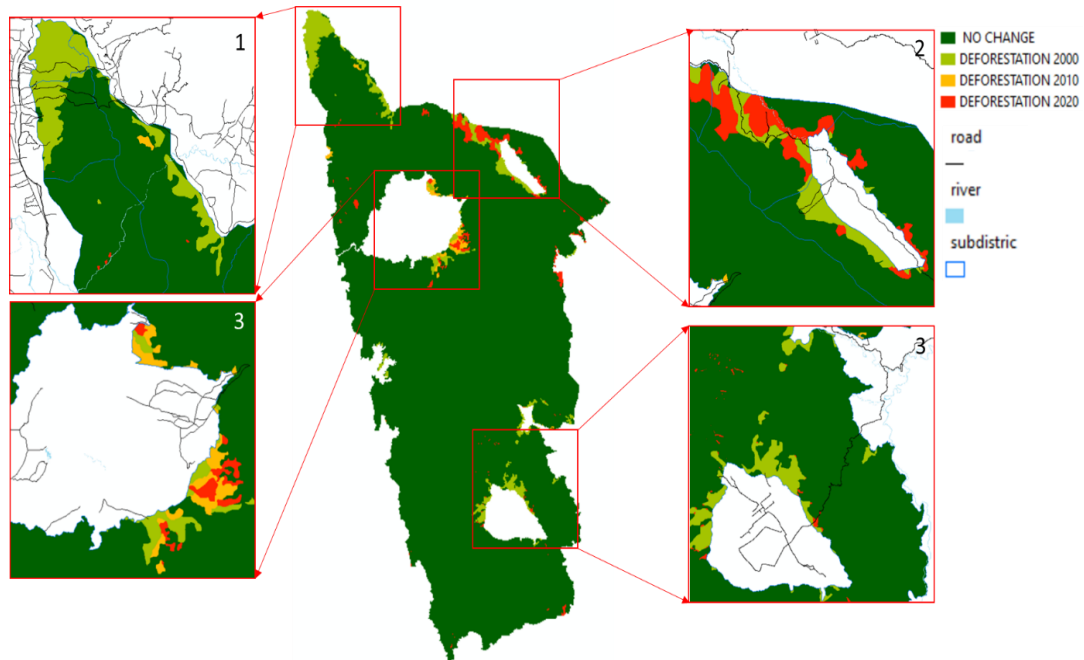 1
2
3
3
NO CHANGE
DEFORESTATION 2000
DEFORESTATION 2010
DEFORESTATION 2020
road
river
subdistric